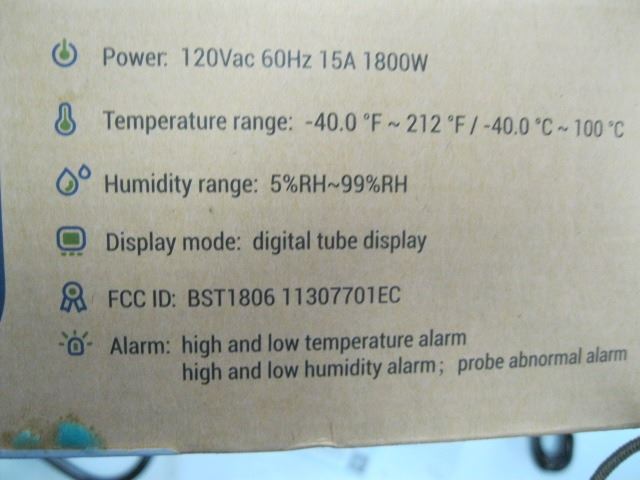 Power: 120Vac 60Hz 15A 1800W
Temperature range: -40.0 °F ~ 212 °F / -40.0 °C ~ 100 °C
Humidity range: 5%RH~99%RH
Display mode: digital tube display
FCC ID: BST1806 11307701EC
Alarm: high and low temperature alarm
high and low humidity alarm; probe abnormal alarm